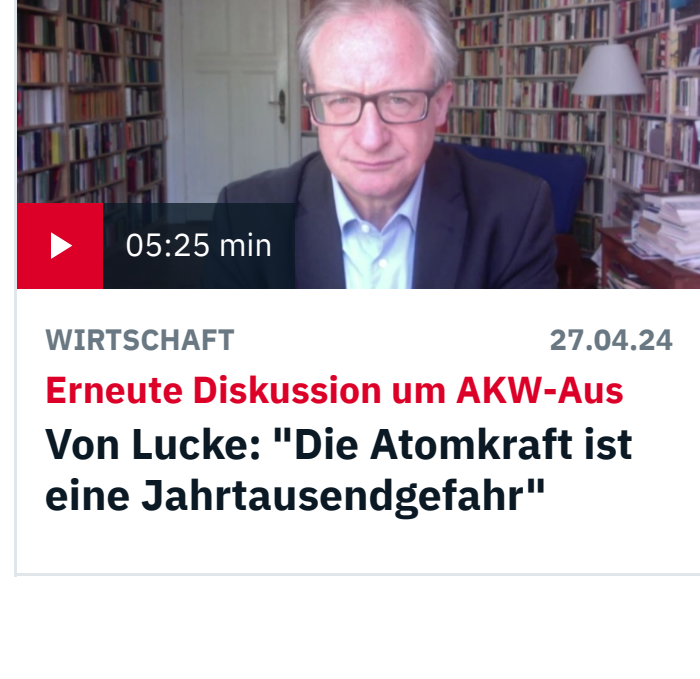 05:25 min
WIRTSCHAFT 27.04.24
Erneute Diskussion um AKW-Aus
Von Lucke: "Die Atomkraft ist
eine Jahrtausendgefahr"